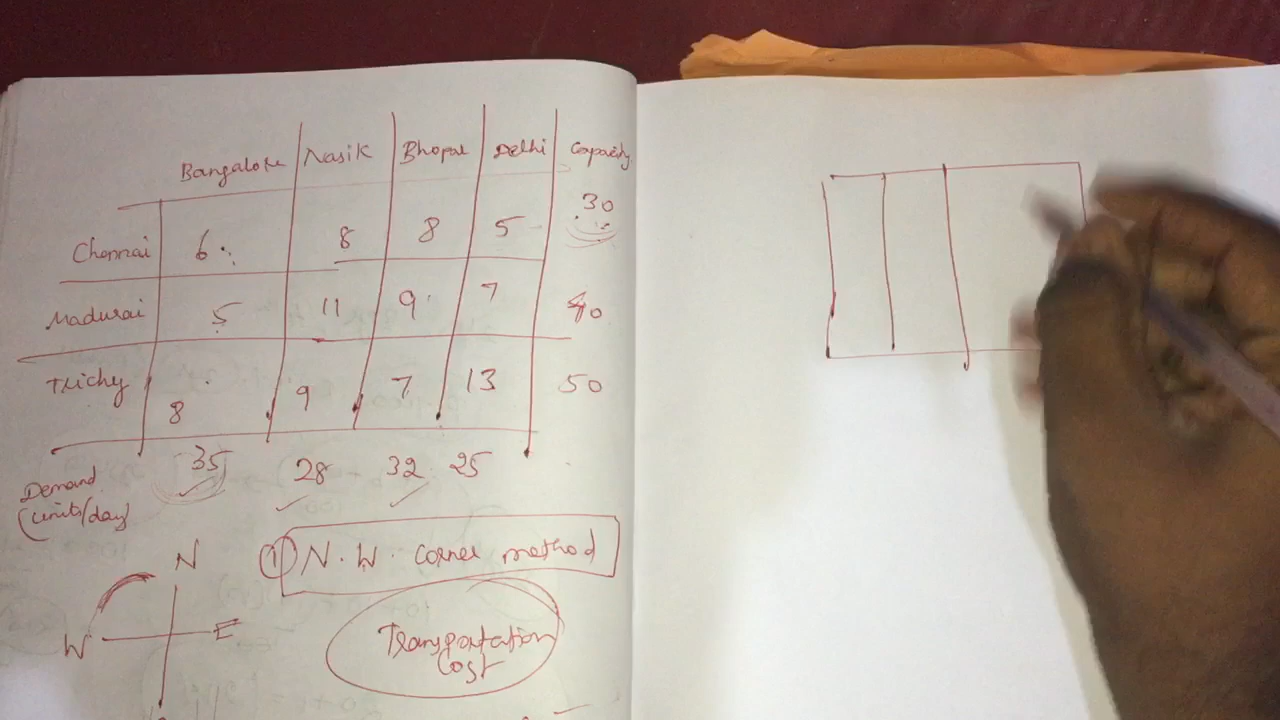 Bangalore Nasik Bhopal Delhi Capacity
Chennai 6 8 8 5 30
Madurai 5 11 9 7 40
Trichy 8 9 7 13 50
Demand 35 28 32 25
(units/day)
N
① N.W. Corner method
W E
Transportation
Cost